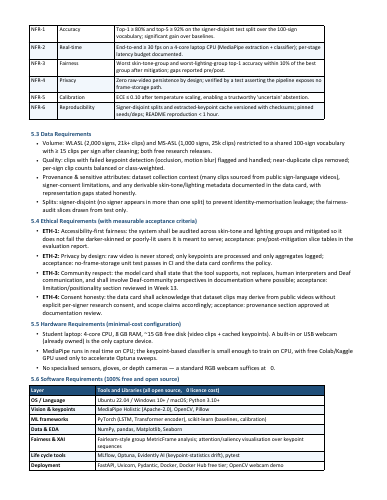 NFR-1 Accuracy Top-1 ≥ 80% and top-5 ≥ 92% on the signer-disjoint test split over the 100-sign
vocabulary; significant gain over baselines.
NFR-2 Real-time End-to-end ≥ 30 fps on a 4-core laptop CPU (MediaPipe extraction + classifier); per-stage
latency budget documented.
NFR-3 Fairness Worst skin-tone-group and worst-lighting-group top-1 accuracy within 10% of the best
group after mitigation; gaps reported pre/post.
NFR-4 Privacy Zero raw-video persistence by design; verified by a test asserting the pipeline exposes no
frame-storage path.
NFR-5 Calibration ECE ≤ 0.10 after temperature scaling, enabling a trustworthy 'uncertain' abstention.
NFR-6 Reproducibility Signer-disjoint splits and extracted-keypoint cache versioned with checksums; pinned
seeds/deps; README reproduction < 1 hour.
5.3 Data Requirements
• Volume: WLASL (2,000 signs, 21k+ clips) and MS-ASL (1,000 signs, 25k clips) restricted to a shared 100-sign vocabulary
with ≥ 15 clips per sign after cleaning; both free research releases.
• Quality: clips with failed keypoint detection (occlusion, motion blur) flagged and handled; near-duplicate clips removed;
per-sign clip counts balanced or class-weighted.
• Provenance & sensitive attributes: dataset collection context (many clips sourced from public sign-language videos),
signer-consent limitations, and any derivable skin-tone/lighting metadata documented in the data card, with
representation gaps stated honestly.
• Splits: signer-disjoint (no signer appears in more than one split) to prevent identity-memorisation leakage; the fairness-
audit slices drawn from test only.
5.4 Ethical Requirements (with measurable acceptance criteria)
• ETH-1: Accessibility-first fairness: the system shall be audited across skin-tone and lighting groups and mitigated so it
does not fail the darker-skinned or poorly-lit users it is meant to serve; acceptance: pre/post-mitigation slice tables in the
evaluation report.
• ETH-2: Privacy by design: raw video is never stored; only keypoints are processed and only aggregates logged;
acceptance: no-frame-storage unit test passes in CI and the data card confirms the policy.
• ETH-3: Community respect: the model card shall state that the tool supports, not replaces, human interpreters and Deaf
communication, and shall involve Deaf-community perspectives in documentation where possible; acceptance:
limitation/positionality section reviewed in Week 13.
• ETH-4: Consent honesty: the data card shall acknowledge that dataset clips may derive from public videos without
explicit per-signer research consent, and scope claims accordingly; acceptance: provenance section approved at
documentation review.
5.5 Hardware Requirements (minimal-cost configuration)
• Student laptop: 4-core CPU, 8 GB RAM, ~15 GB free disk (video clips + cached keypoints). A built-in or USB webcam
(already owned) is the only capture device.
• MediaPipe runs in real time on CPU; the keypoint-based classifier is small enough to train on CPU, with free Colab/Kaggle
GPU used only to accelerate Optuna sweeps.
• No specialised sensors, gloves, or depth cameras — a standard RGB webcam suffices at 0.
5.6 Software Requirements (100% free and open source)
Layer Tools and Libraries (all open source, 0 licence cost)
OS / Language Ubuntu 22.04 / Windows 10+ / macOS; Python 3.10+
Vision & keypoints MediaPipe Holistic (Apache-2.0), OpenCV, Pillow
ML frameworks PyTorch (LSTM, Transformer encoder), scikit-learn (baselines, calibration)
Data & EDA NumPy, pandas, Matplotlib, Seaborn
Fairness & XAI Fairlearn-style group MetricFrame analysis; attention/saliency visualisation over keypoint
sequences
Life cycle tools MLflow, Optuna, Evidently AI (keypoint-statistics drift), pytest
Deployment FastAPI, Uvicorn, Pydantic, Docker, Docker Hub free tier; OpenCV webcam demo